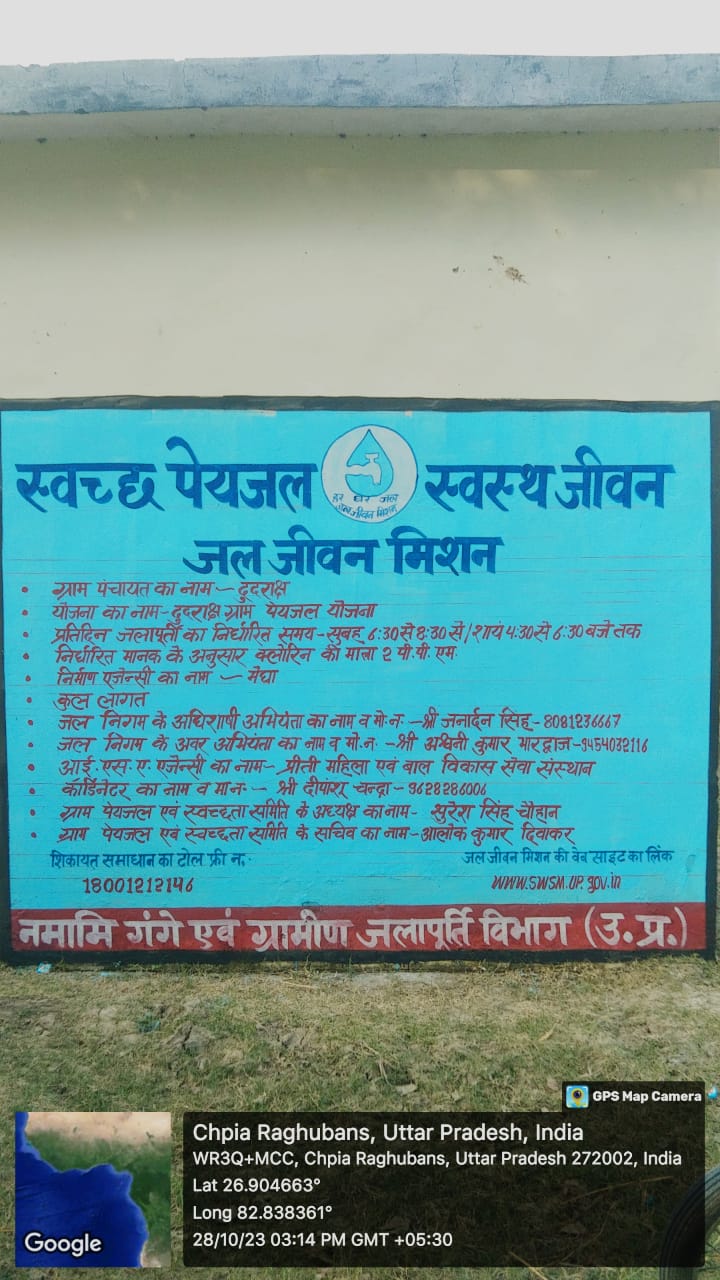 स्वच्छ पेयजल स्वस्थ जीवन
हर घर जल
जल जीवन मिशन
जल जीवन मिशन
• ग्राम पंचायत का नाम - दुदराक्ष
• योजना का नाम - दुदराक्ष ग्राम पेयजल योजना
• प्रतिदिन जलापूर्ती का निर्धारित समय - सुबह 6:30 से 8:30 से/शायं 4:30 से 6:30 बजे तक
• निर्धारित मानक के अनुसार क्लोरिन की मात्रा 2 पी.पी.एम.
• निर्माण एजेन्सी का नाम - मेघा
• कुल लागत
• जल निगम के अधिशाषी अभियंता का नाम व मो.न. - श्री जनार्दन सिंह - 8081236667
• जल निगम के अवर अभियंता का नाम व मो.न. - श्री अश्वनी कुमार भारद्वाज - 9454032116
• आई.एस.ए. एजेन्सी का नाम - प्रीती महिला एवं बाल विकास सेवा संस्थान
• कॉर्डिनेटर का नाम व मो.न. - श्री दीपांशू चन्द्रा - 9628286006
• ग्राम पेयजल एवं स्वच्छता समिति के अध्यक्ष का नाम - सुरेश सिंह चौहान
• ग्राम पेयजल एवं स्वच्छता समिति के सचिव का नाम - आलोक कुमार दिवाकर
शिकायत समाधान का टोल फ्री न. जल जीवन मिशन की वेब साइट का लिंक
18001212146 www.swsm.up.gov.in
नमामि गंगे एवं ग्रामीण जलापूर्ति विभाग (उ.प्र.)
GPS Map Camera
Chpia Raghubans, Uttar Pradesh, India
WR3Q+MCC, Chpia Raghubans, Uttar Pradesh 272002, India
Lat 26.904663°
Long 82.838361°
28/10/23 03:14 PM GMT +05:30
Google